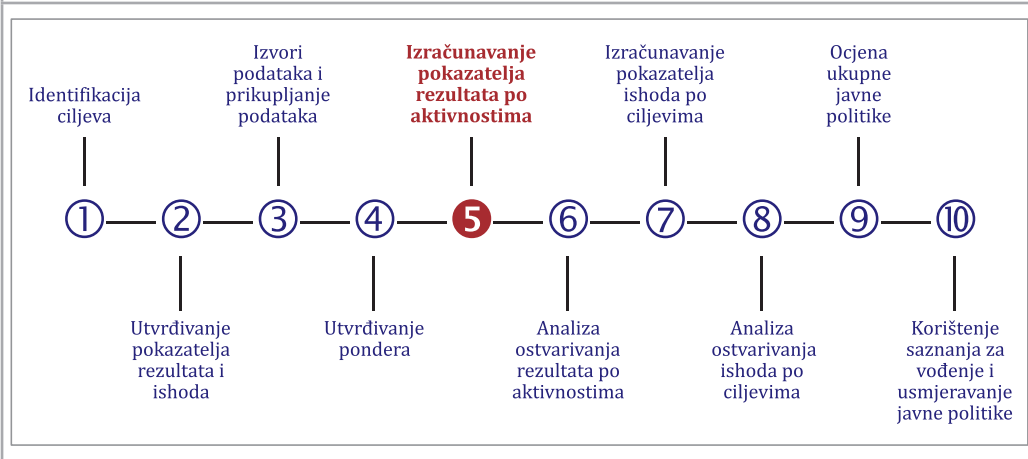 Identifikacija
ciljeva
Izvori
podataka i
prikupljanje
podataka
Izračunavanje
pokazatelja
rezultata po
aktivnostima
Izračunavanje
pokazatelja
ishoda po
ciljevima
Ocjena
ukupne
javne
politike
1 2 3 4 5 6 7 8 9 10
Utvrđivanje
pokazatelja
rezultata i
ishoda
Utvrđivanje
pondera
Analiza
ostvarivanja
rezultata po
aktivnostima
Analiza
ostvarivanja
ishoda po
ciljevima
Korištenje
saznanja za
vođenje i
usmjeravanje
javne politike